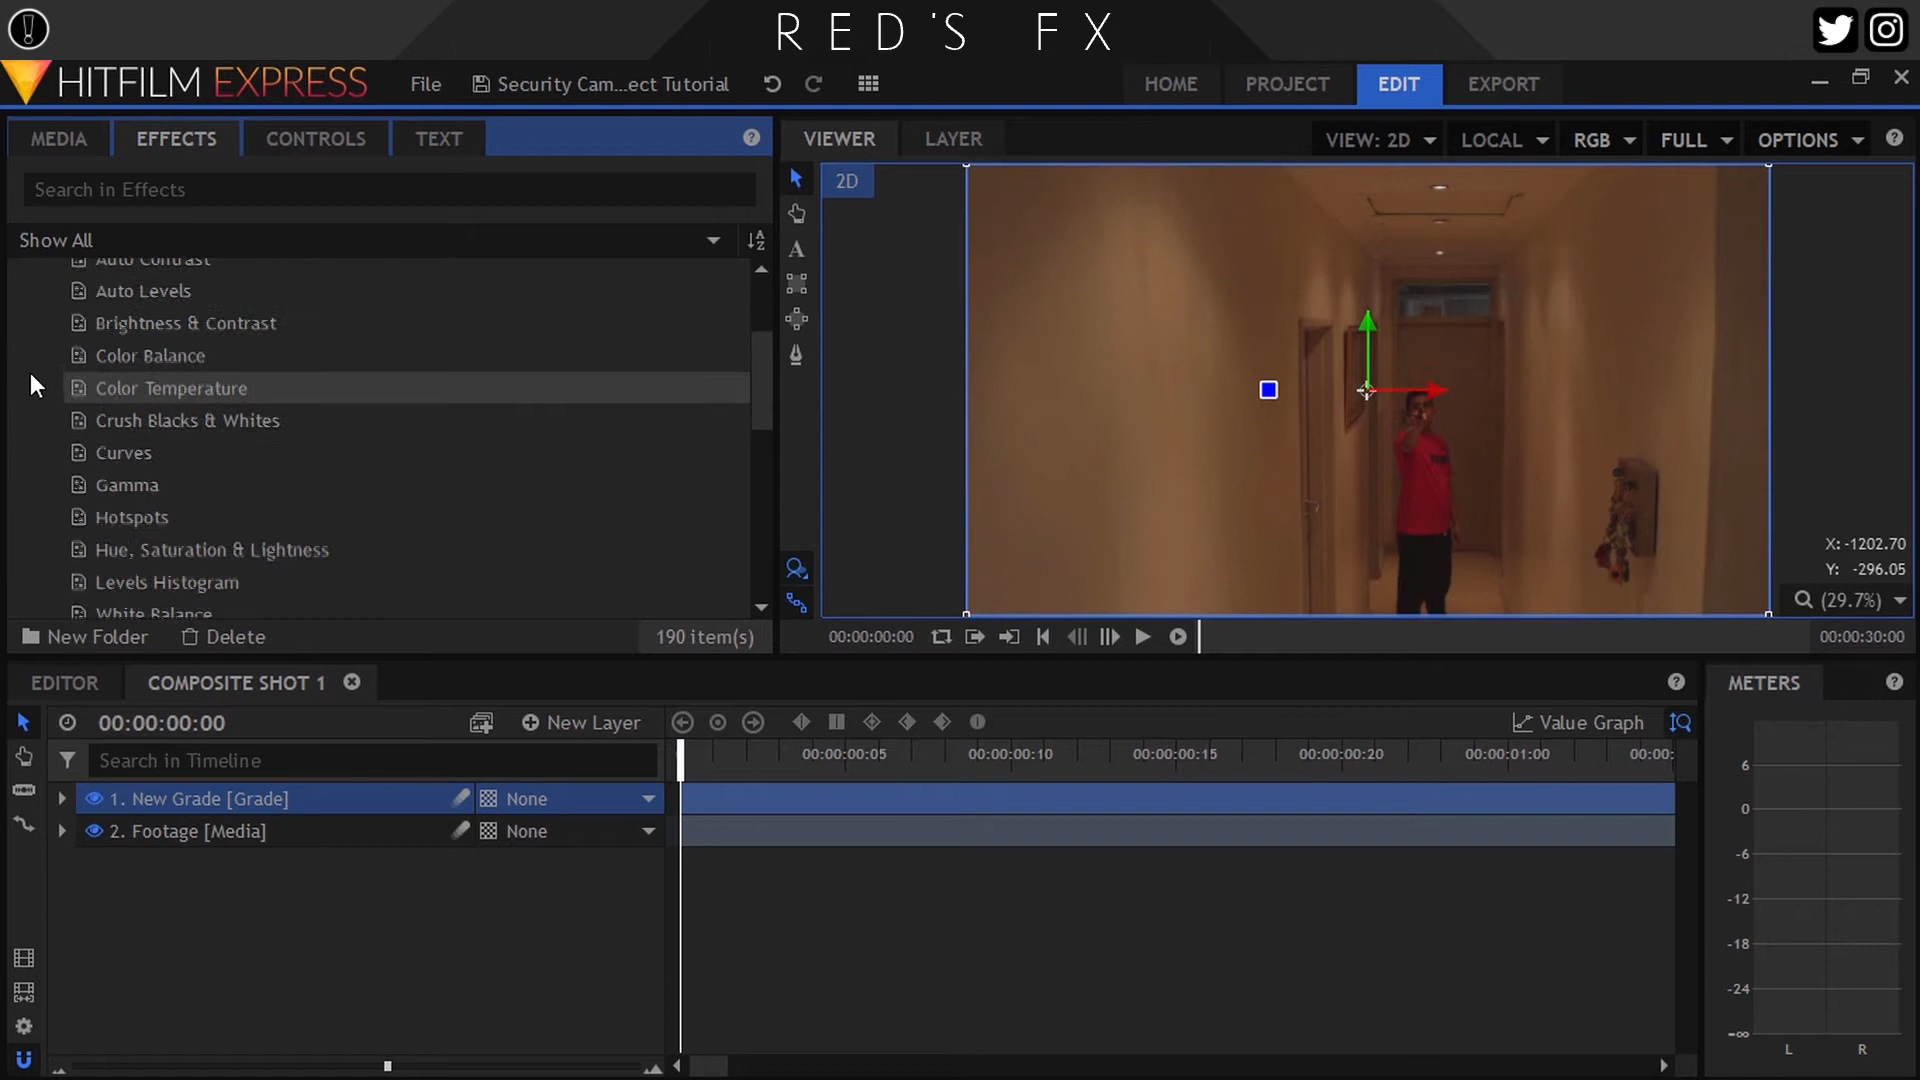 RED'S FX
HITFILM EXPRESS
File
Security Cam...ect Tutorial
HOME
PROJECT
EDIT
EXPORT
MEDIA
EFFECTS
CONTROLS
TEXT
VIEWER
LAYER
VIEW: 2D
LOCAL
RGB
FULL
OPTIONS
Search in Effects
2D
Show All
Auto Contrast
Auto Levels
Brightness & Contrast
Color Balance
Color Temperature
Crush Blacks & Whites
Curves
Gamma
Hotspots
Hue, Saturation & Lightness
Levels Histogram
White Balance
X: -1202.70
Y: -296.05
(29.7%)
New Folder
Delete
190 item(s)
00:00:00:00
00:00:30:00
EDITOR
COMPOSITE SHOT 1
METERS
00:00:00:00
New Layer
Value Graph
Search in Timeline
00:00:00:05
00:00:00:10
00:00:00:15
00:00:00:20
00:00:01:00
00:00:
1. New Grade [Grade]
None
2. Footage [Media]
None
6
0
-6
-12
-18
-24
-∞
L
R